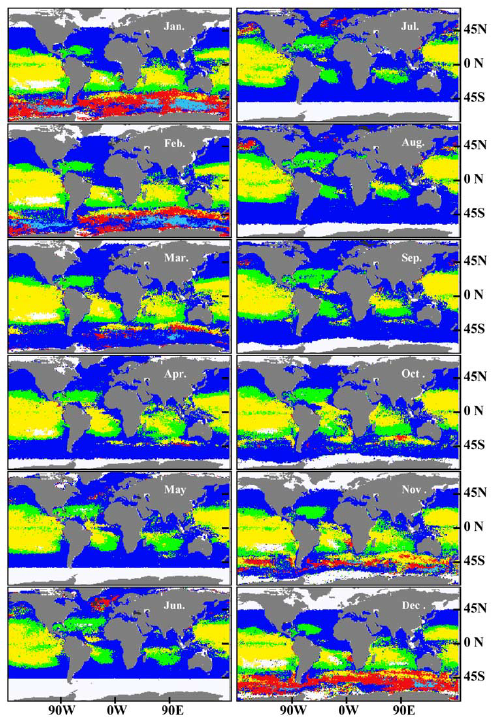 Jan.
Jul.
45N
0 N
45S
Feb.
Aug.
45N
0 N
45S
Mar.
Sep.
45N
0 N
45S
Apr.
Oct .
45N
0 N
45S
May
Nov .
45N
0 N
45S
Jun.
Dec .
45N
0 N
45S
90W 0W 90E 90W 0W 90E